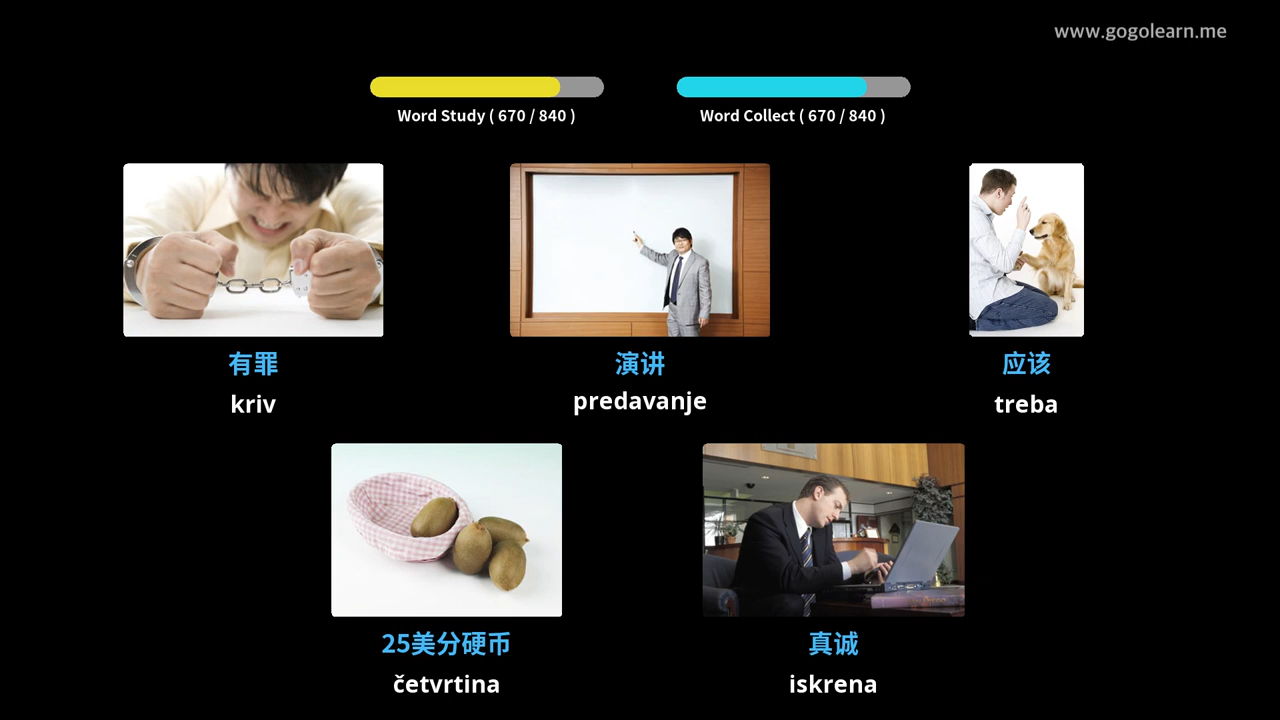 www.gogolearn.me
Word Study ( 670 / 840 )
Word Collect ( 670 / 840 )
有罪
kriv
演讲
predavanje
应该
treba
25美分硬币
četvrtina
真诚
iskrena